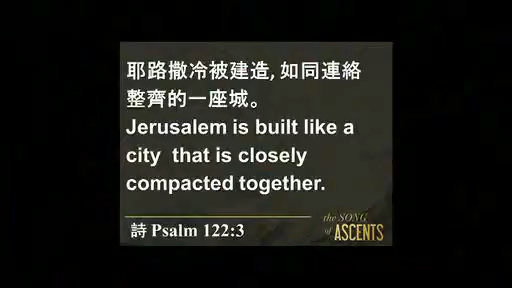 耶路撒冷被建造, 如同連絡
整齊的一座城。
Jerusalem is built like a
city that is closely
compacted together.
詩 Psalm 122:3
the SONG
of ASCENTS